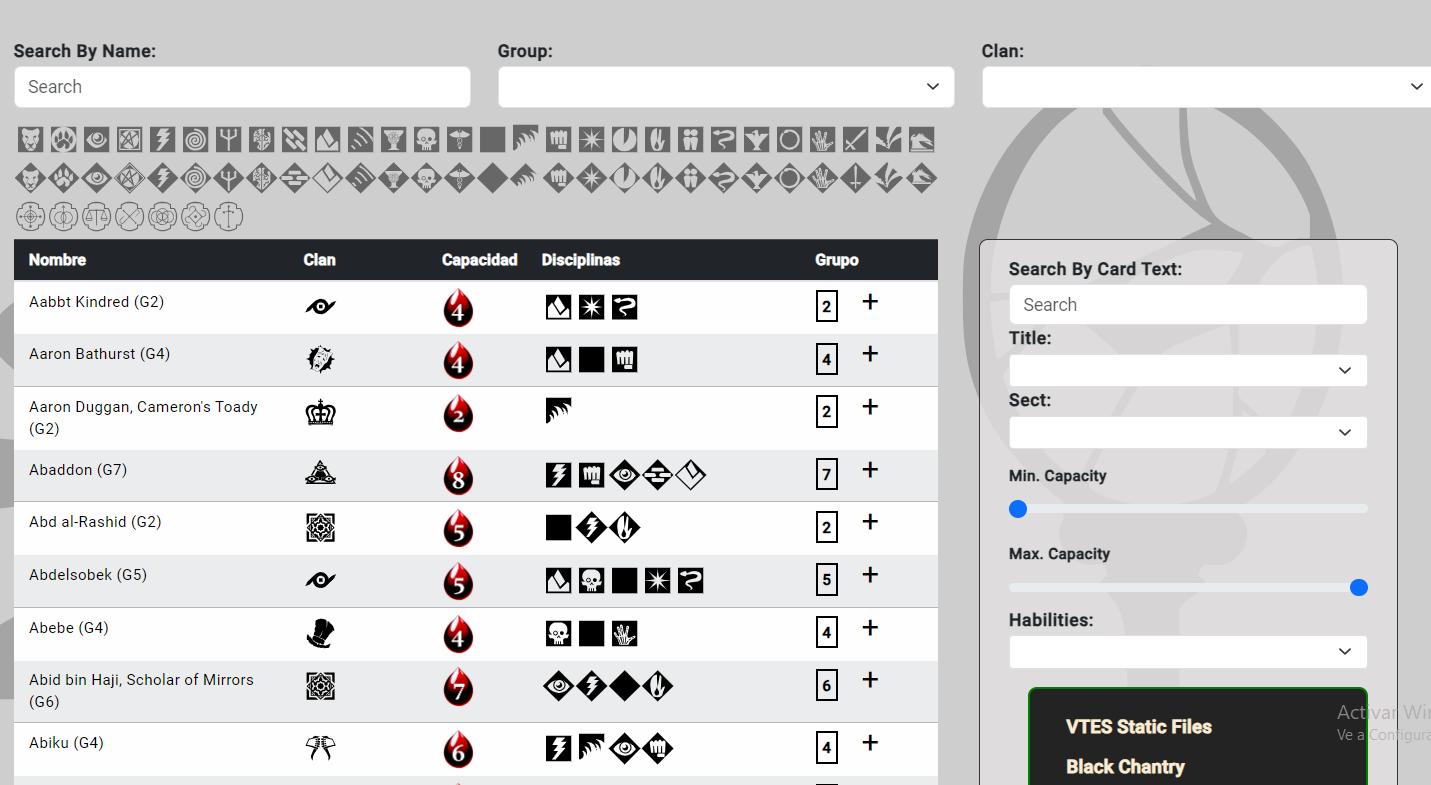 Search By Name:
Group:
Clan:
Search
Nombre
Clan
Capacidad
Disciplinas
Grupo
Aabbt Kindred (G2)
4
2
+
Aaron Bathurst (G4)
4
4
+
Aaron Duggan, Cameron's Toady
(G2)
2
2
+
Abaddon (G7)
8
7
+
Abd al-Rashid (G2)
5
2
+
Abdelsobek (G5)
5
5
+
Abebe (G4)
4
4
+
Abid bin Haji, Scholar of Mirrors
(G6)
7
6
+
Abiku (G4)
6
4
+
Search By Card Text:
Search
Title:
Sect:
Min. Capacity
Max. Capacity
Habilities:
VTES Static Files
Black Chantry
Activar Wi
Ve a Configura